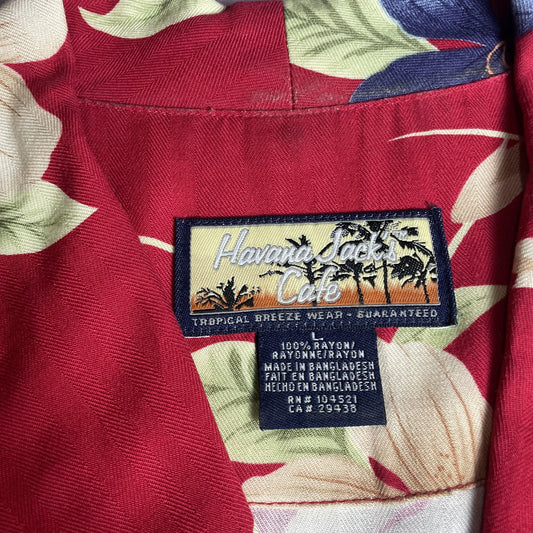 Havana Jack's™
Cafe
TROPICAL BREEZE WEAR - GUARANTEED
L
100% RAYON/
RAYONNE/RAYON
MADE IN BANGLADESH
FAIT EN BANGLADESH
HECHO EN BANGLADESH
RN# 104521
CA# 29438